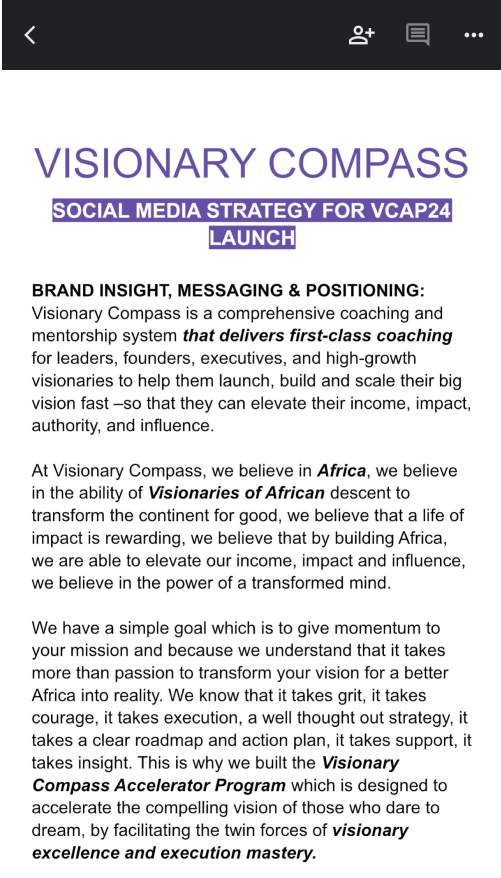 VISIONARY COMPASS
SOCIAL MEDIA STRATEGY FOR VCAP24
LAUNCH
BRAND INSIGHT, MESSAGING & POSITIONING:
Visionary Compass is a comprehensive coaching and
mentorship system that delivers first-class coaching
for leaders, founders, executives, and high-growth
visionaries to help them launch, build and scale their big
vision fast –so that they can elevate their income, impact,
authority, and influence.
At Visionary Compass, we believe in Africa, we believe
in the ability of Visionaries of African descent to
transform the continent for good, we believe that a life of
impact is rewarding, we believe that by building Africa,
we are able to elevate our income, impact and influence,
we believe in the power of a transformed mind.
We have a simple goal which is to give momentum to
your mission and because we understand that it takes
more than passion to transform your vision for a better
Africa into reality. We know that it takes grit, it takes
courage, it takes execution, a well thought out strategy, it
takes a clear roadmap and action plan, it takes support, it
takes insight. This is why we built the Visionary
Compass Accelerator Program which is designed to
accelerate the compelling vision of those who dare to
dream, by facilitating the twin forces of visionary
excellence and execution mastery.